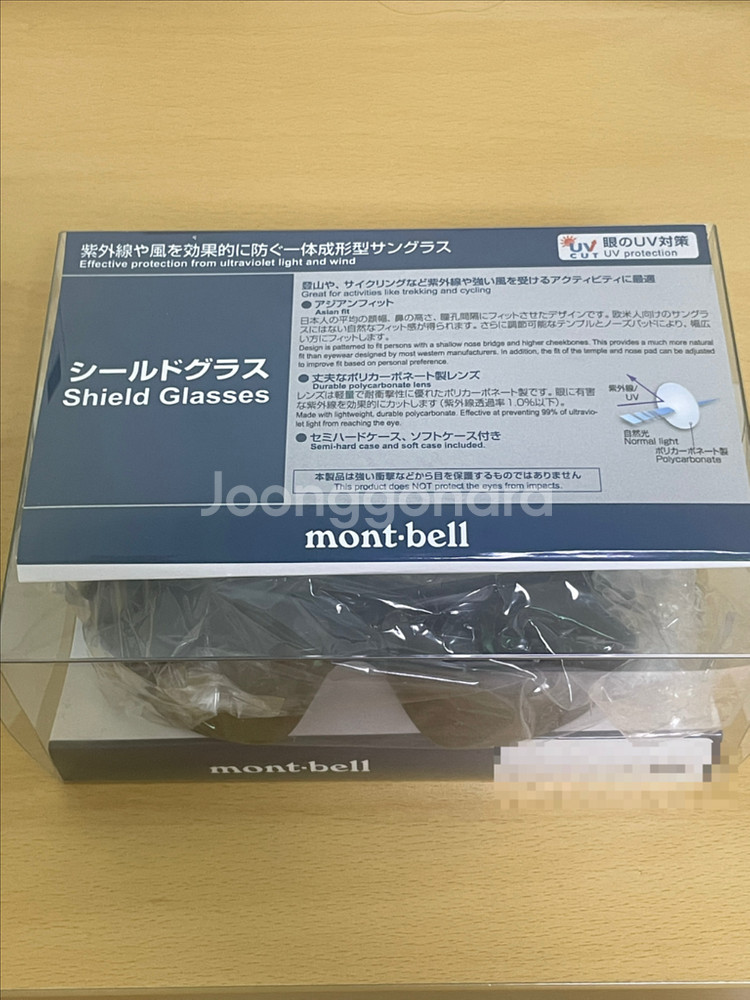 紫外線や風を効果的に防ぐ一体成形型サングラス
Effective protection from ultraviolet light and wind
UV
CUT
眼のUV対策
UV protection
シールドグラス
Shield Glasses
登山や、サイクリングなど紫外線や強い風を受けるアクティビティに最適
Great for activities like trekking and cycling
●アジアンフィット
Asian fit
日本人の平均の顔幅、鼻の高さ、瞳孔間隔にフィットさせたデザインです。欧米人向けのサングラ
スにはない自然なフィット感が得られます。さらに調節可能なテンプルとノーズパッドにより、幅広
い方にフィットします。
Design is patterned to fit persons with a shallow nose bridge and higher cheekbones. This provides a much more natural
fit than eyewear designed by most western manufacturers. In addition, the fit of the temple and nose pad can be adjusted
to improve fit based on personal preference.
●丈夫なポリカーボネート製レンズ
Durable polycarbonate lens
レンズは軽量で耐衝撃性に優れたポリカーボネート製です。眼に有害
な紫外線を効果的にカットします(紫外線透過率1.0%以下)。
Made with lightweight, durable polycarbonate. Effective at preventing 99% of ultravio-
let light from reaching the eye.
●セミハードケース、ソフトケース付き
Semi-hard case and soft case included.
紫外線/
UV
自然光
Normal light
ポリカーボネート製
Polycarbonate
本製品は強い衝撃などから目を保護するものではありません
This product does NOT protect the eyes from impacts.
Joonggonara
mont·bell
mont·bell